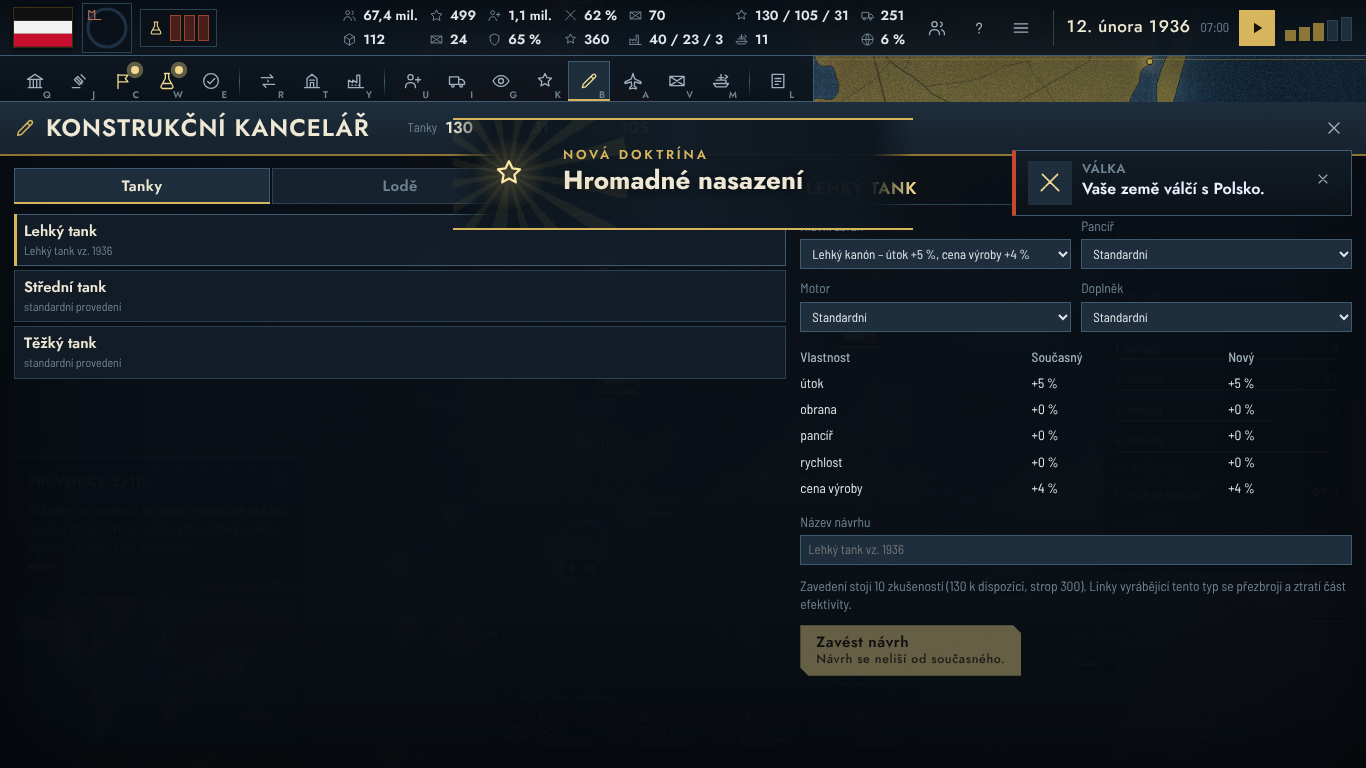 67,4 mil. 499 1,1 mil. 62 % 70 130 / 105 / 31 251
112 24 65 % 360 40 / 23 / 3 11 6 %
12. února 1936 07:00
Q J C W E R T Y U I G K B A V M L
KONSTRUKČNÍ KANCELÁŘ
Tanky 130
NOVÁ DOKTRÍNA
Hromadné nasazení
VÁLKA
Vaše země válčí s Polsko.
Tanky Lodě
LEHKÝ TANK
Lehký tank
Lehký tank vz. 1936
Střední tank
standardní provedení
Těžký tank
standardní provedení
Pancíř
Lehký kanón – útok +5 %, cena výroby +4 % Standardní
Motor Doplněk
Standardní Standardní
Vlastnost Současný Nový
útok +5 % +5 %
obrana +0 % +0 %
pancíř +0 % +0 %
rychlost +0 % +0 %
cena výroby +4 % +4 %
Název návrhu
Lehký tank vz. 1936
Zavedení stojí 10 zkušeností (130 k dispozici, strop 300). Linky vyrábějící tento typ se přezbrojí a ztratí část
efektivity.
Zavést návrh
Návrh se neliší od současného.
PRŮVODCE 2/10